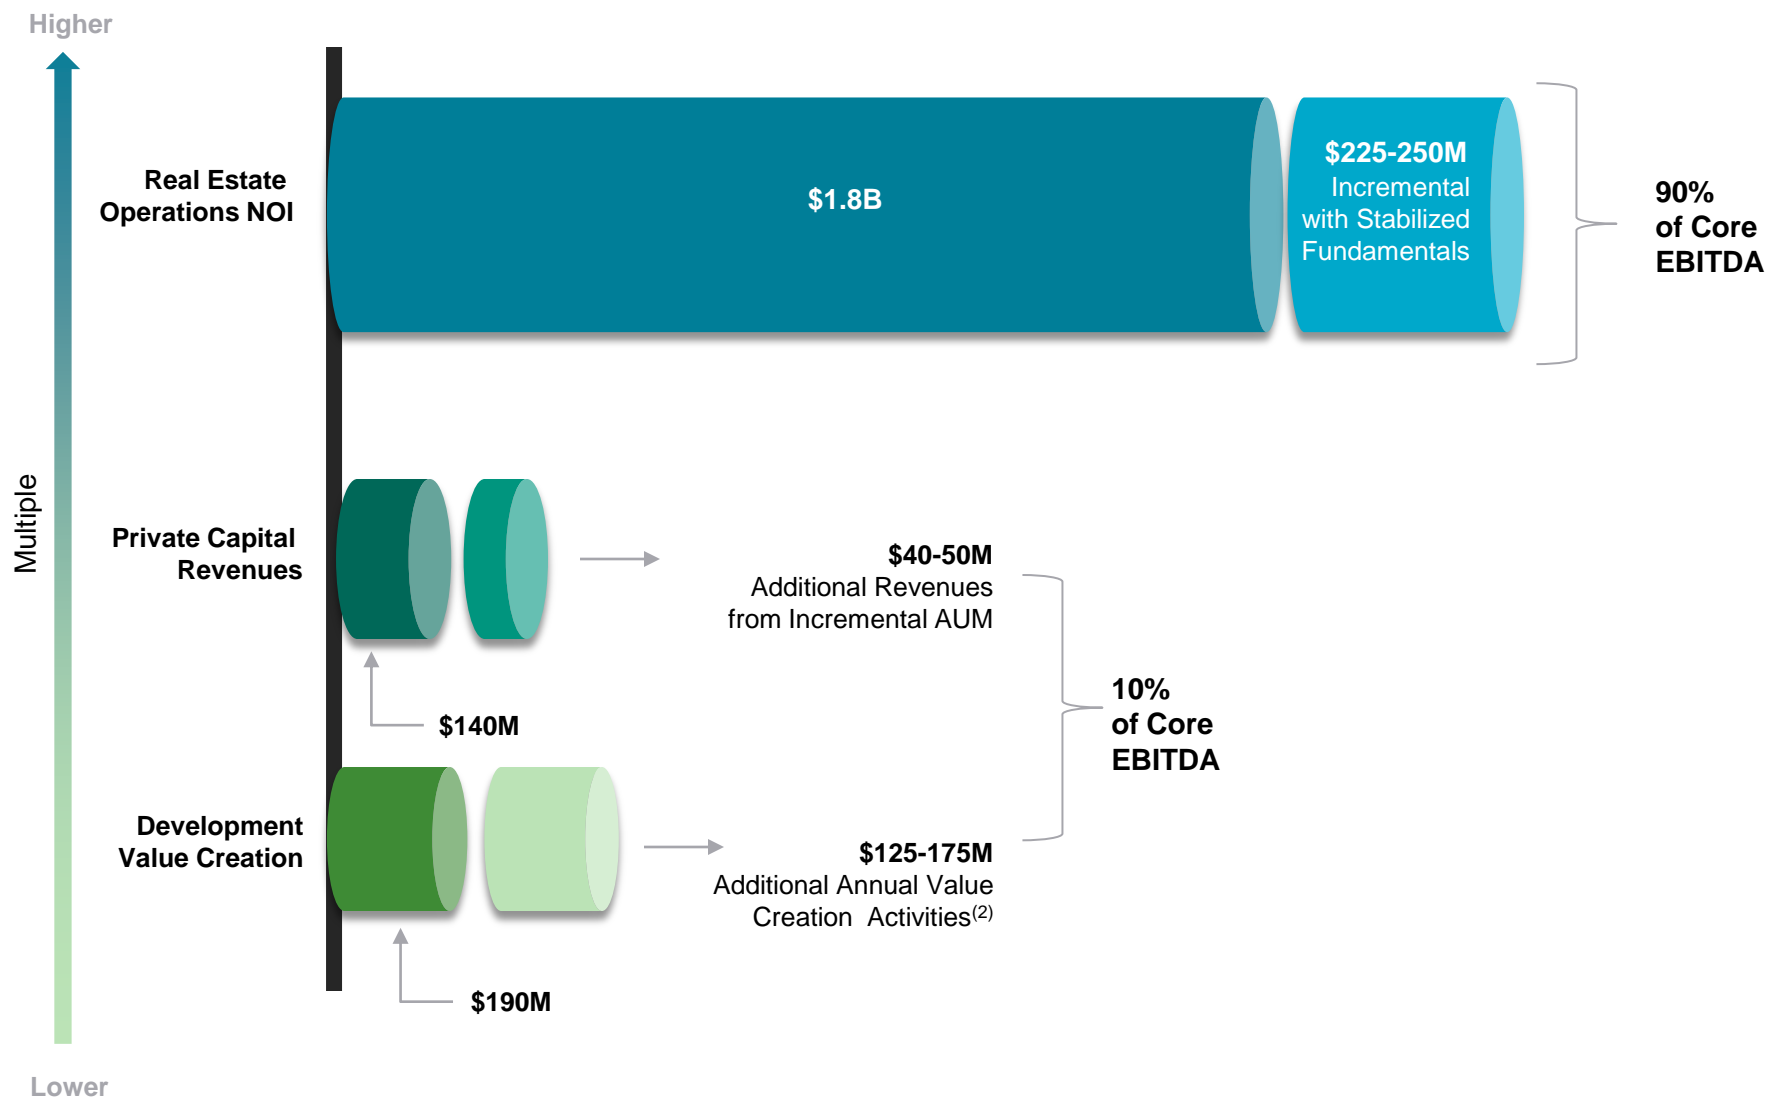 Higher
Multiple
Lower
Real Estate
Operations NOI
$1.8B
$225-250M
Incremental
with Stabilized
Fundamentals
90%
of Core
EBITDA
Private Capital
Revenues
$40-50M
Additional Revenues
from Incremental AUM
$140M
10%
of Core
EBITDA
Development
Value Creation
$125-175M
Additional Annual Value
Creation  Activities(2)
$190M